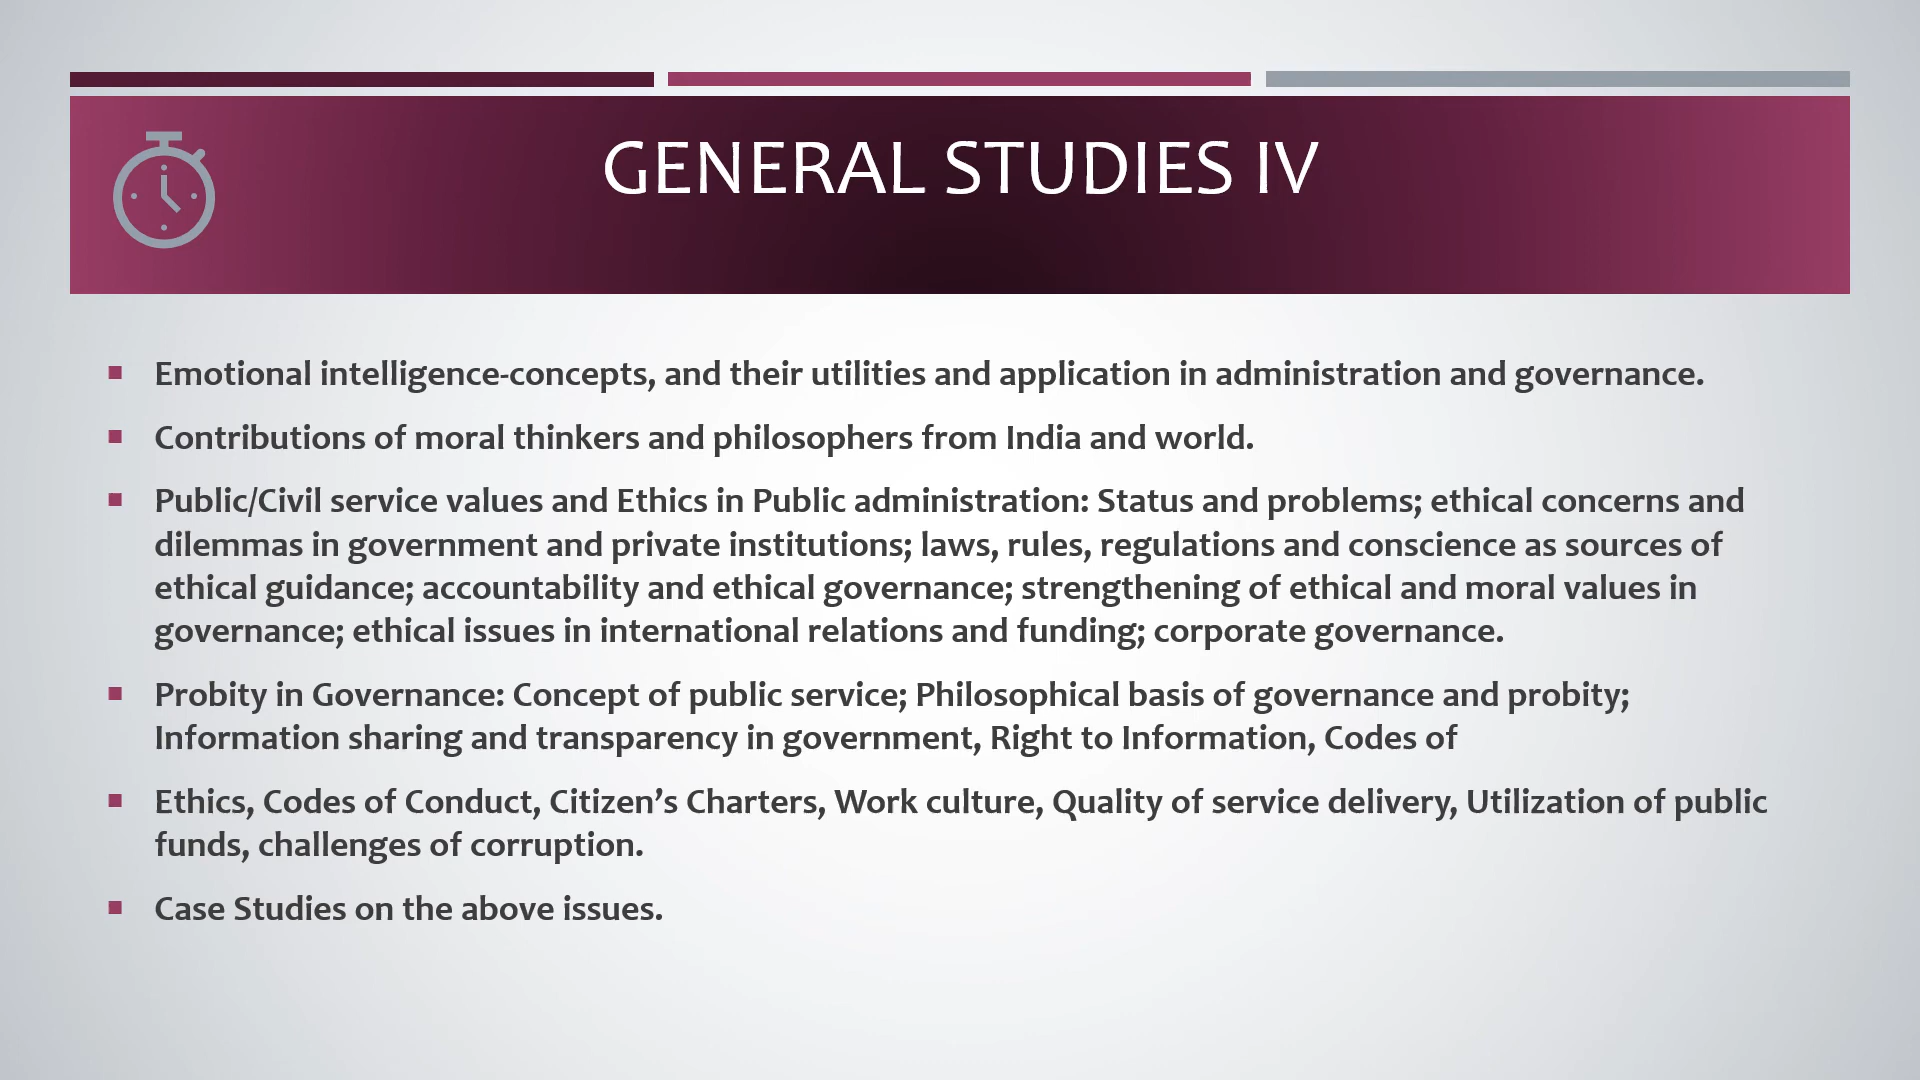 GENERAL STUDIES IV
Emotional intelligence-concepts, and their utilities and application in administration and governance.
Contributions of moral thinkers and philosophers from India and world.
Public/Civil service values and Ethics in Public administration: Status and problems; ethical concerns and
dilemmas in government and private institutions; laws, rules, regulations and conscience as sources of
ethical guidance; accountability and ethical governance; strengthening of ethical and moral values in
governance; ethical issues in international relations and funding; corporate governance.
Probity in Governance: Concept of public service; Philosophical basis of governance and probity;
Information sharing and transparency in government, Right to Information, Codes of
Ethics, Codes of Conduct, Citizen’s Charters, Work culture, Quality of service delivery, Utilization of public
funds, challenges of corruption.
Case Studies on the above issues.